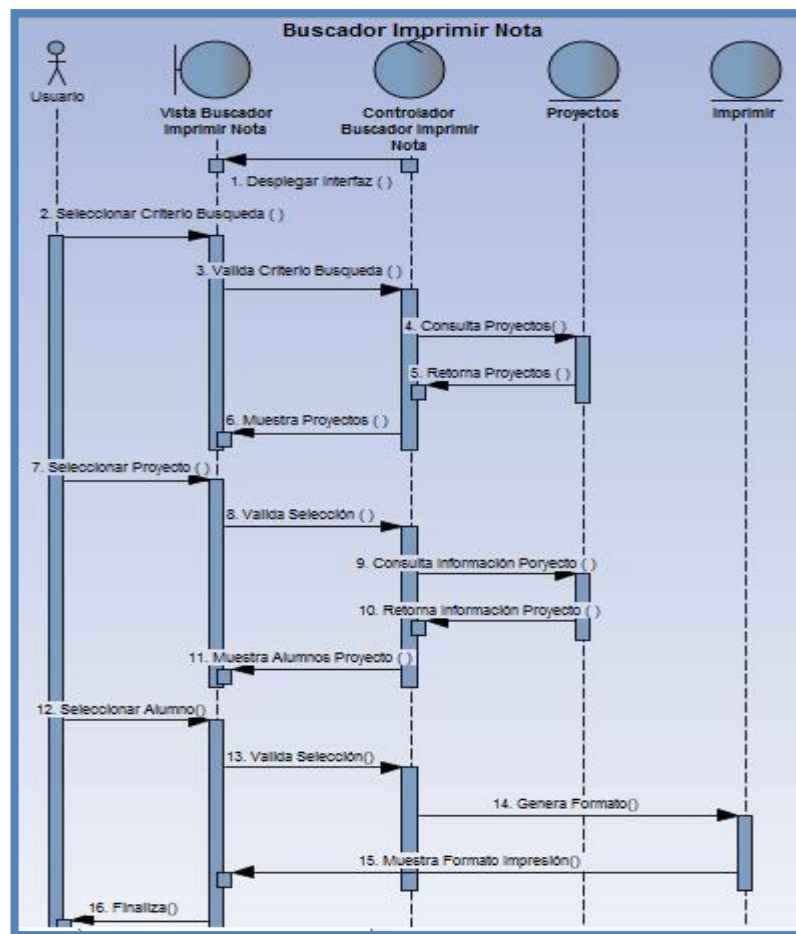 Buscador Imprimir Nota
Usuario
Vista Buscador
Imprimir Nota
Controlador
Buscador Imprimir
Nota
Proyectos
Imprimir
1. Desplegar Interfaz ( )
2. Seleccionar Criterio Busqueda ( )
3. Valida Criterio Busqueda ( )
4. Consulta Proyectos( )
5. Retorna Proyectos ( )
6. Muestra Proyectos ( )
7. Seleccionar Proyecto ( )
8. Valida Selección ( )
9. Consulta Información Poryecto ( )
10. Retorna Información Proyecto ( )
11. Muestra Alumnos Proyecto ( )
12. Seleccionar Alumno()
13. Valida Selección()
14. Genera Formato()
15. Muestra Formato Impresión()
16. Finaliza()